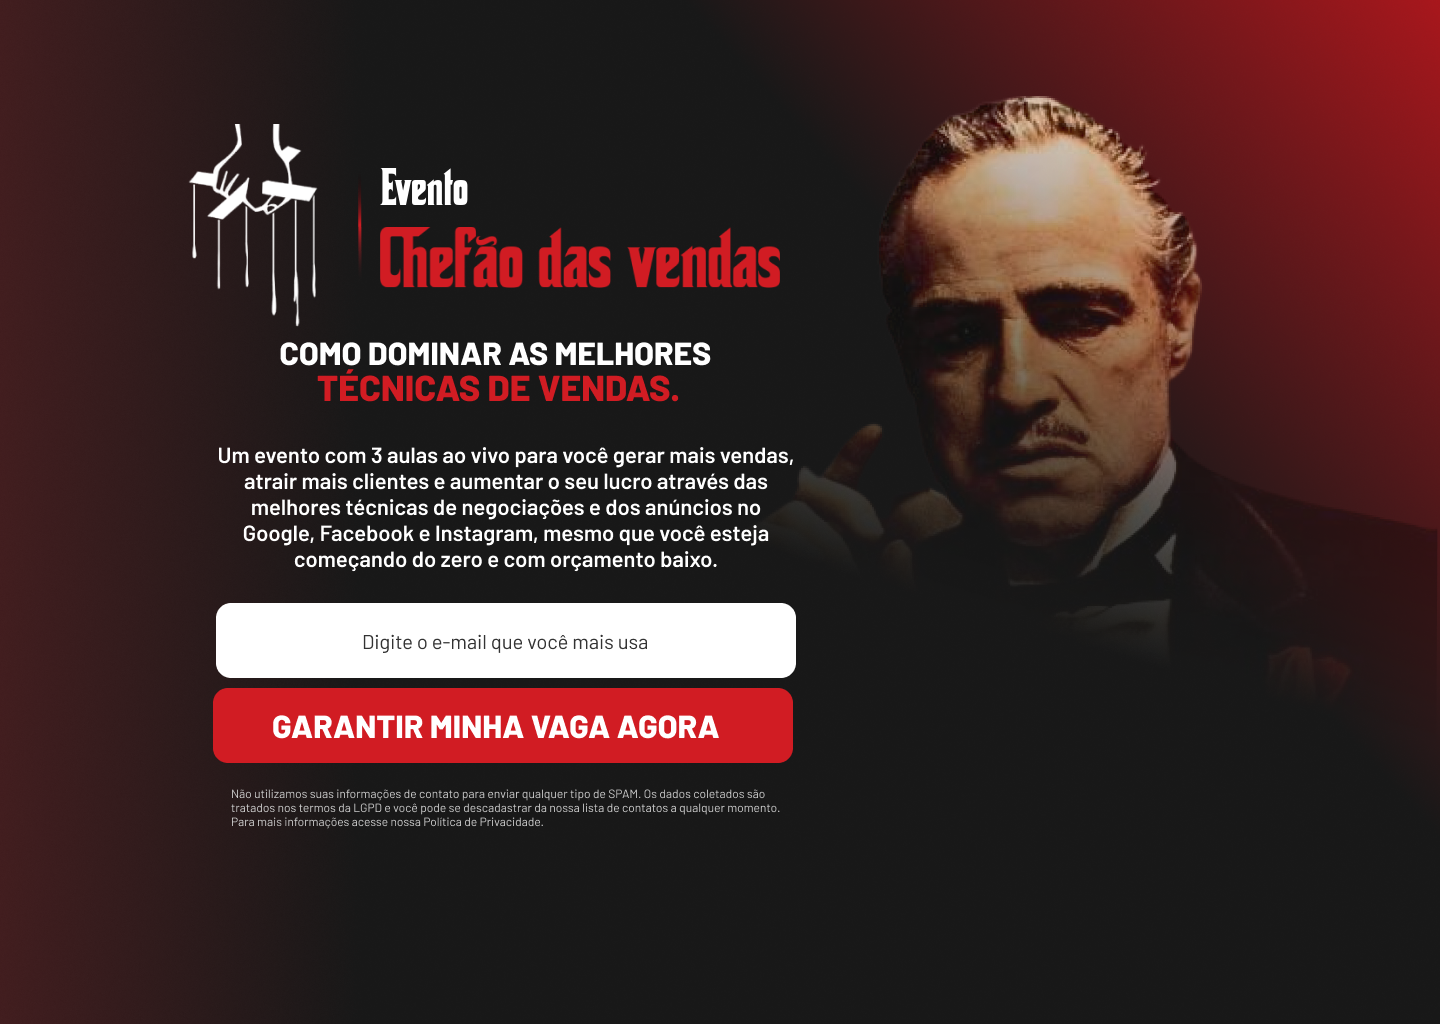 Evento
Chefão das vendas
COMO DOMINAR AS MELHORES
TÉCNICAS DE VENDAS.
Um evento com 3 aulas ao vivo para você gerar mais vendas,
atrair mais clientes e aumentar o seu lucro através das
melhores técnicas de negociações e dos anúncios no
Google, Facebook e Instagram, mesmo que você esteja
começando do zero e com orçamento baixo.
Digite o e-mail que você mais usa
GARANTIR MINHA VAGA AGORA
Não utilizamos suas informações de contato para enviar qualquer tipo de SPAM. Os dados coletados são
tratados nos termos da LGPD e você pode se descadastrar da nossa lista de contatos a qualquer momento.
Para mais informações acesse nossa Política de Privacidade.